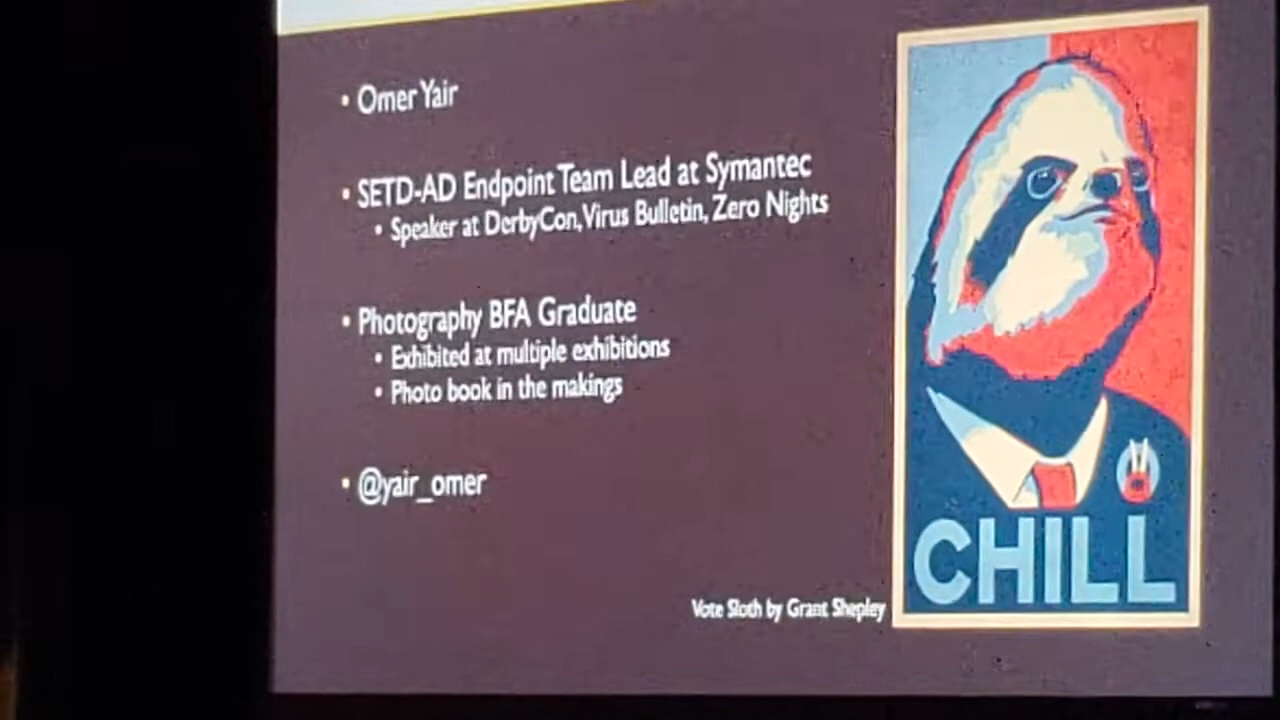 • Omer Yair
• SETD-AD Endpoint Team Lead at Symantec
• Speaker at DerbyCon, Virus Bulletin, Zero Nights
• Photography BFA Graduate
• Exhibited at multiple exhibitions
• Photo book in the makings
• @yair_omer
Vote Sloth by Grant Shepley
CHILL